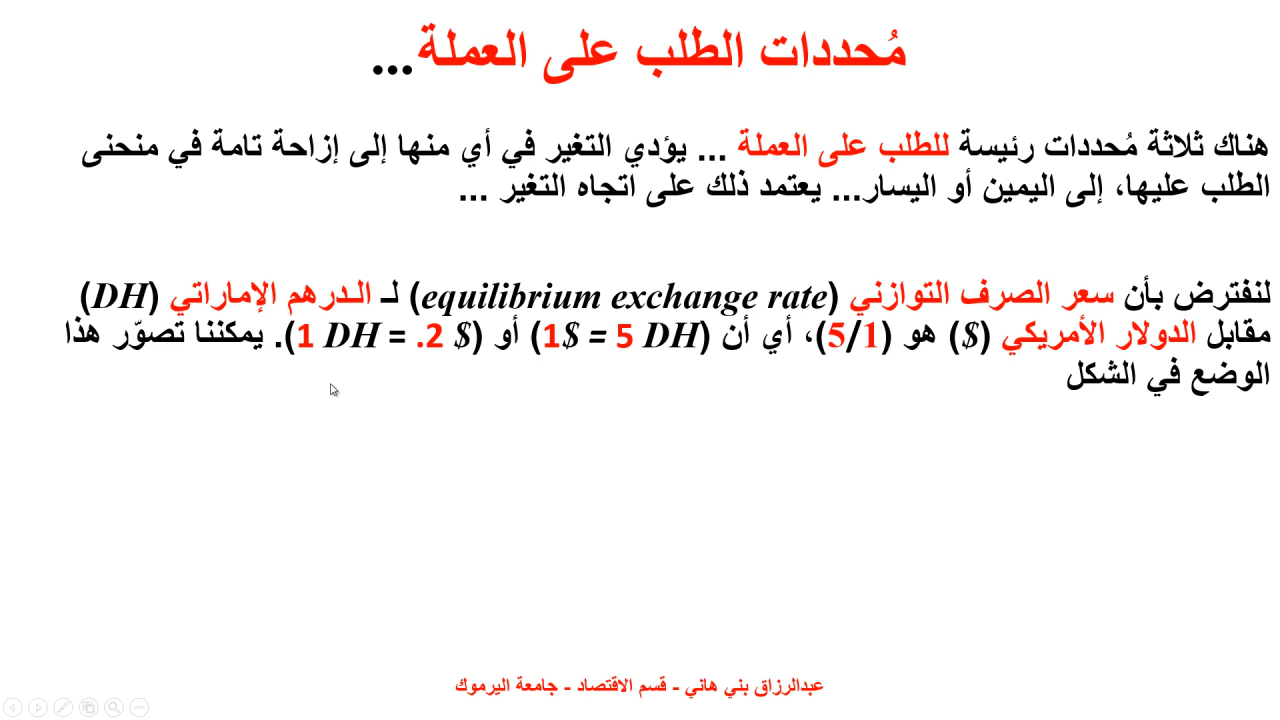 مُحددات الطلب على العملة...
هناك ثلاثة مُحددات رئيسة للطلب على العملة ... يؤدي التغير في أي منها إلى إزاحة تامة في منحنى
الطلب عليها، إلى اليمين أو اليسار... يعتمد ذلك على اتجاه التغير ...
لنفترض بأن سعر الصرف التوازني (equilibrium exchange rate) لـ الـدرهم الإماراتي (DH)
مقابل الدولار الأمريكي ($) هو (5/1)، أي أن (1$ = 5 DH) أو (1 DH = .2 $). يمكننا تصوّر هذا
الوضع في الشكل
عبدالرزاق بني هاني - قسم الاقتصاد - جامعة اليرموك